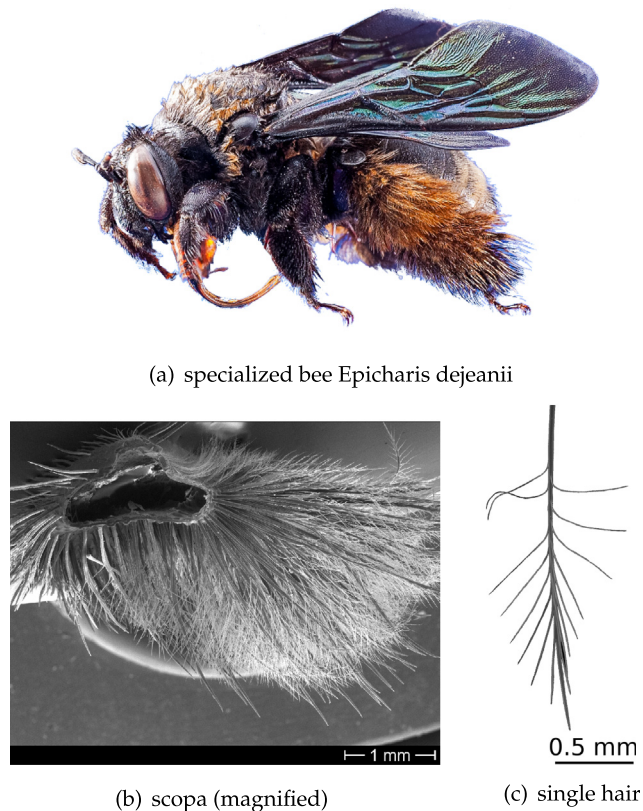 (a) specialized bee Epicharis dejeanii
1 mm
0.5 mm
(b) scopa (magnified)
(c) single hair